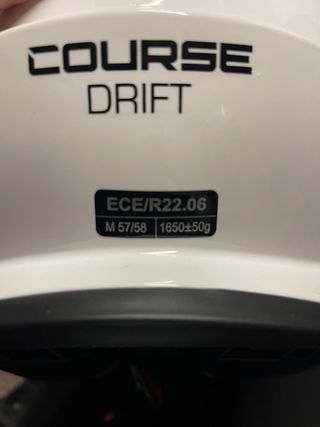 COURSE
DRIFT
ECE/R22.06
M 57/58 1650±50g